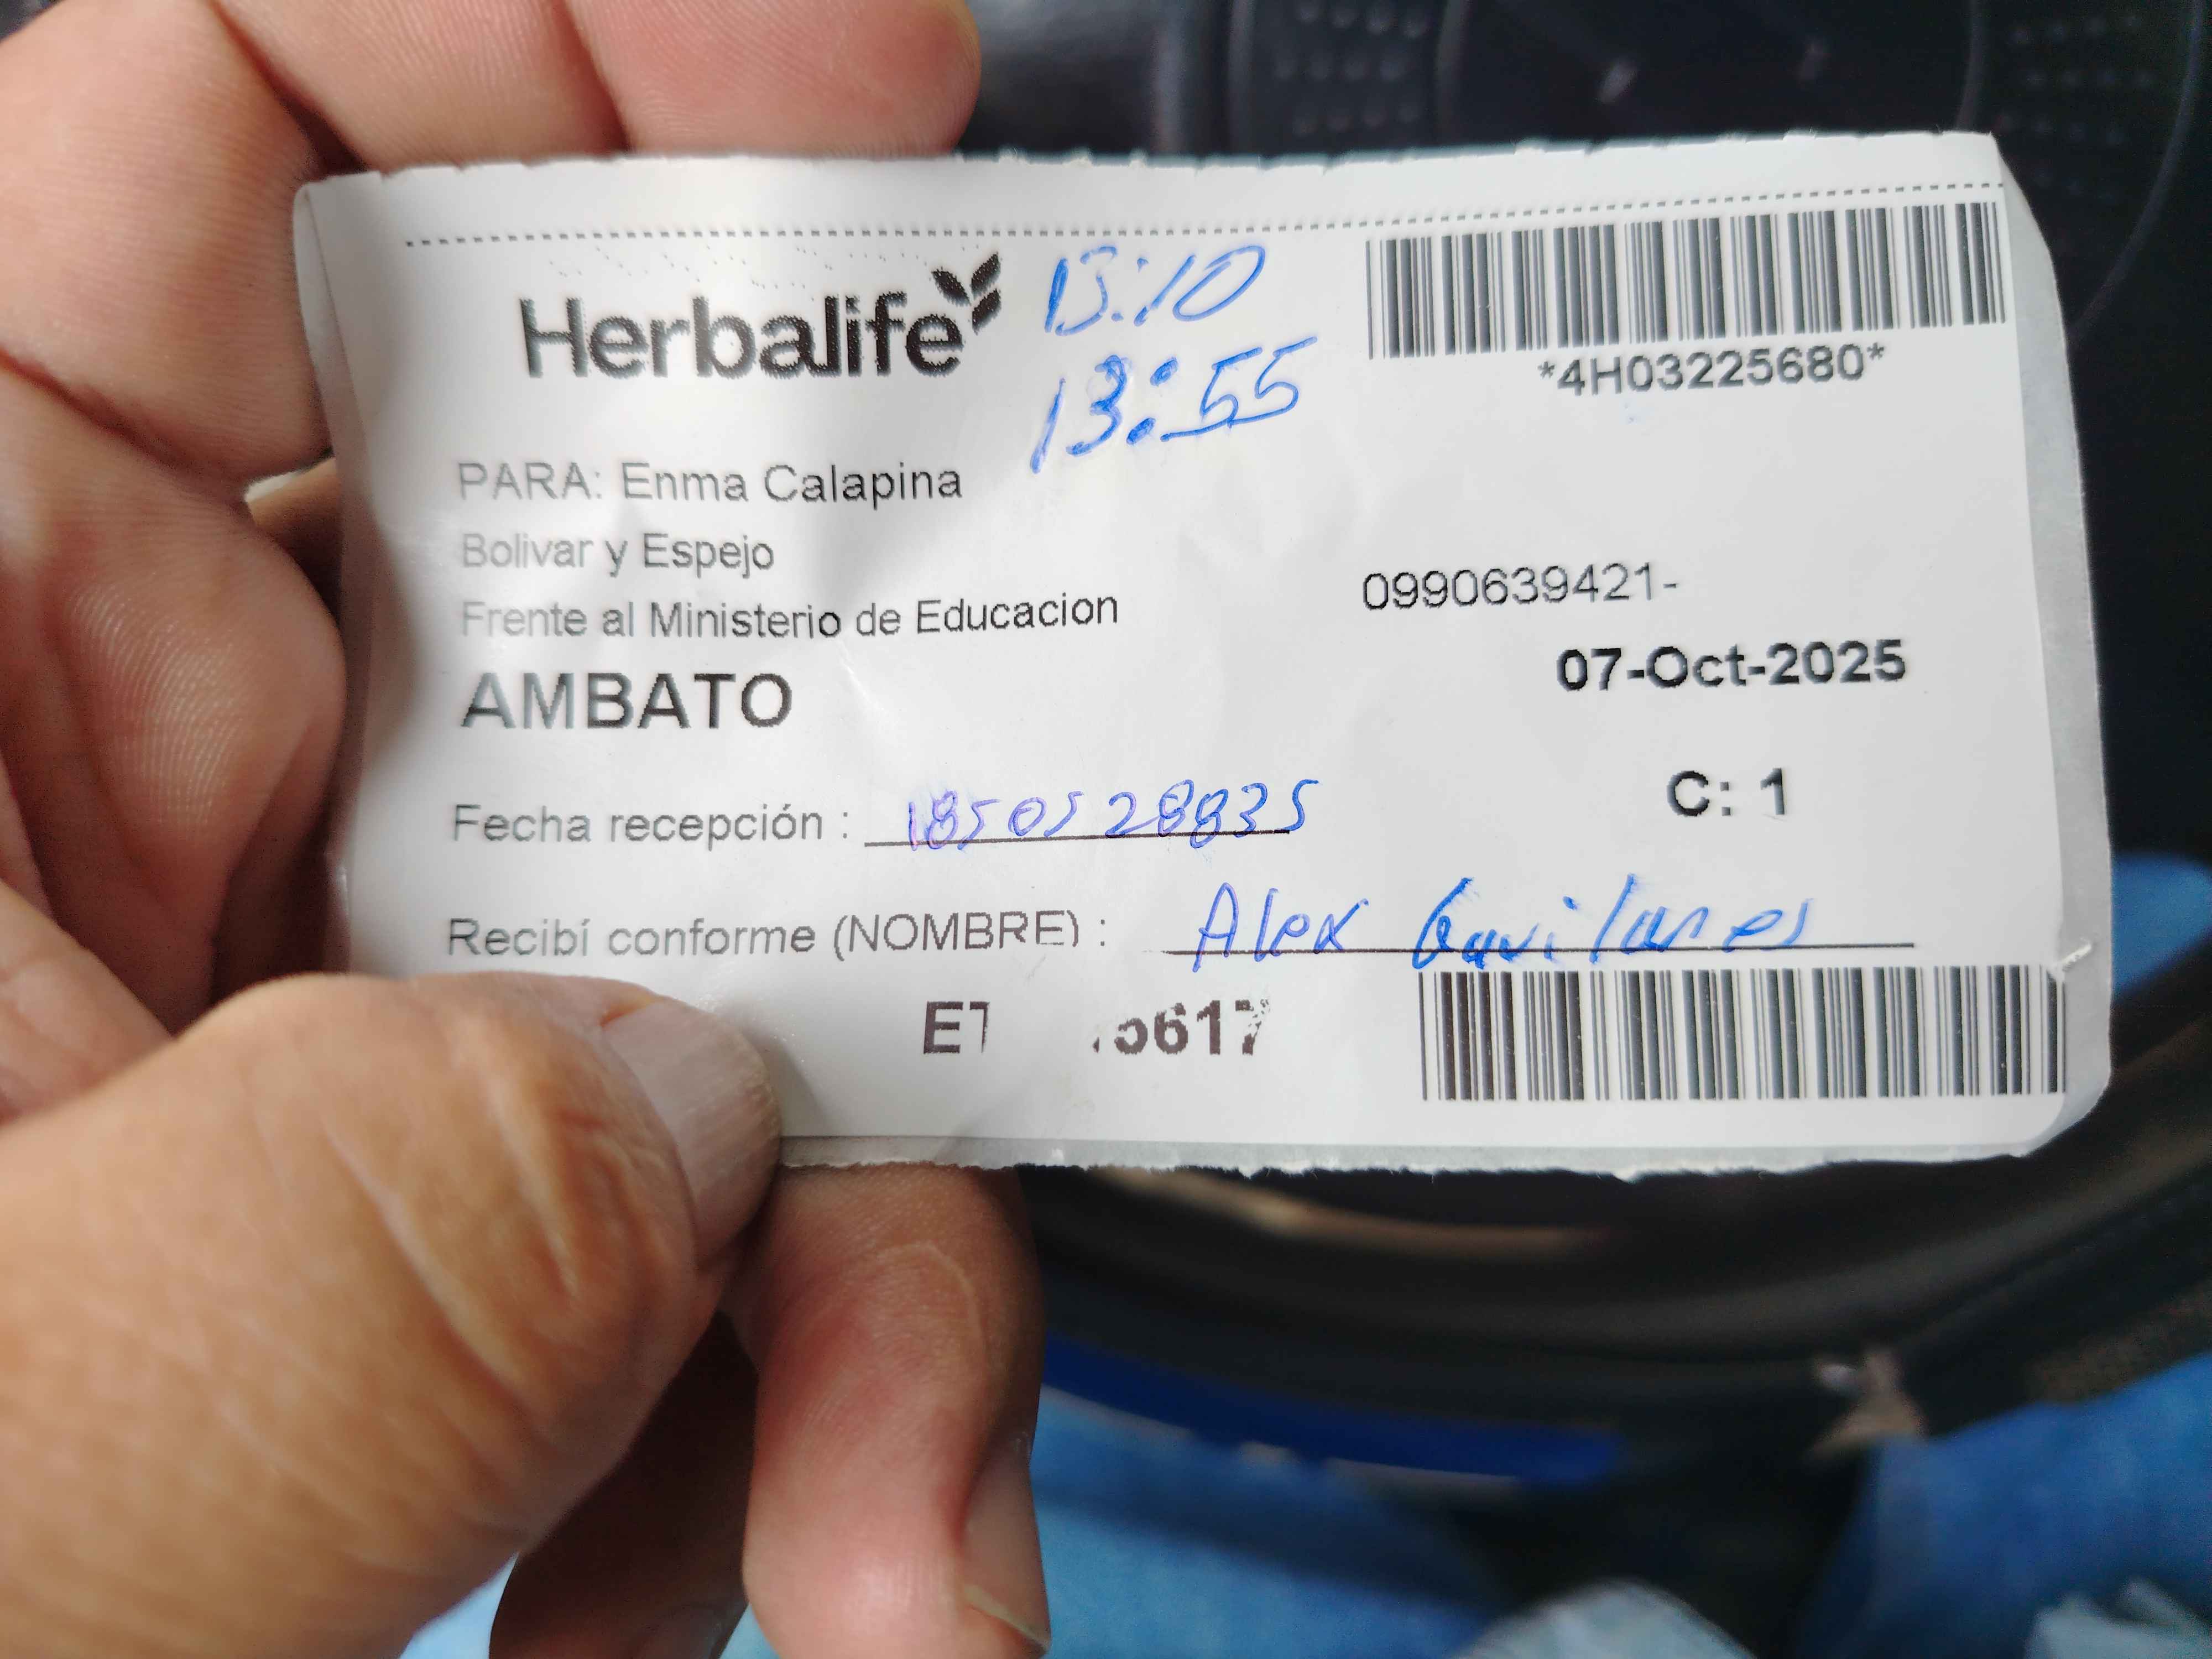 Herbalife
13:10
13:55
*4H03225680*
PARA: Enma Calapina
Bolivar y Espejo
Frente al Ministerio de Educacion
0990639421-
AMBATO
07-Oct-2025
C: 1
Fecha recepción : 1850528835
Recibí conforme (NOMBRE) : Alex Gavilanes